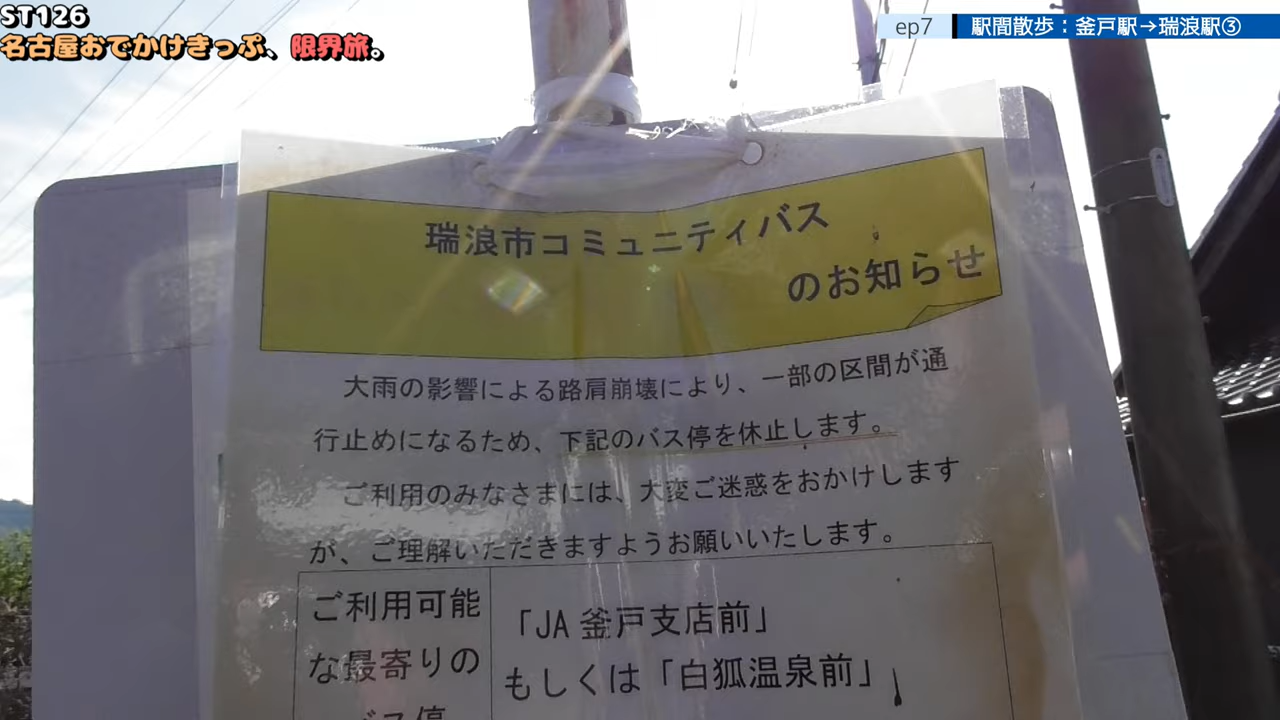 ST126
名古屋おでかけきっぷ、限界旅。
ep7 駅間散歩：釜戸駅→瑞浪駅③
瑞浪市コミュニティバス
のお知らせ
大雨の影響による路肩崩壊により、一部の区間が通
行止めになるため、下記のバス停を休止します。
ご利用のみなさまには、大変ご迷惑をおかけします
が、ご理解いただきますようお願いいたします。
ご利用可能
な最寄りの
バス停
「JA釜戸支店前」
もしくは「白狐温泉前」